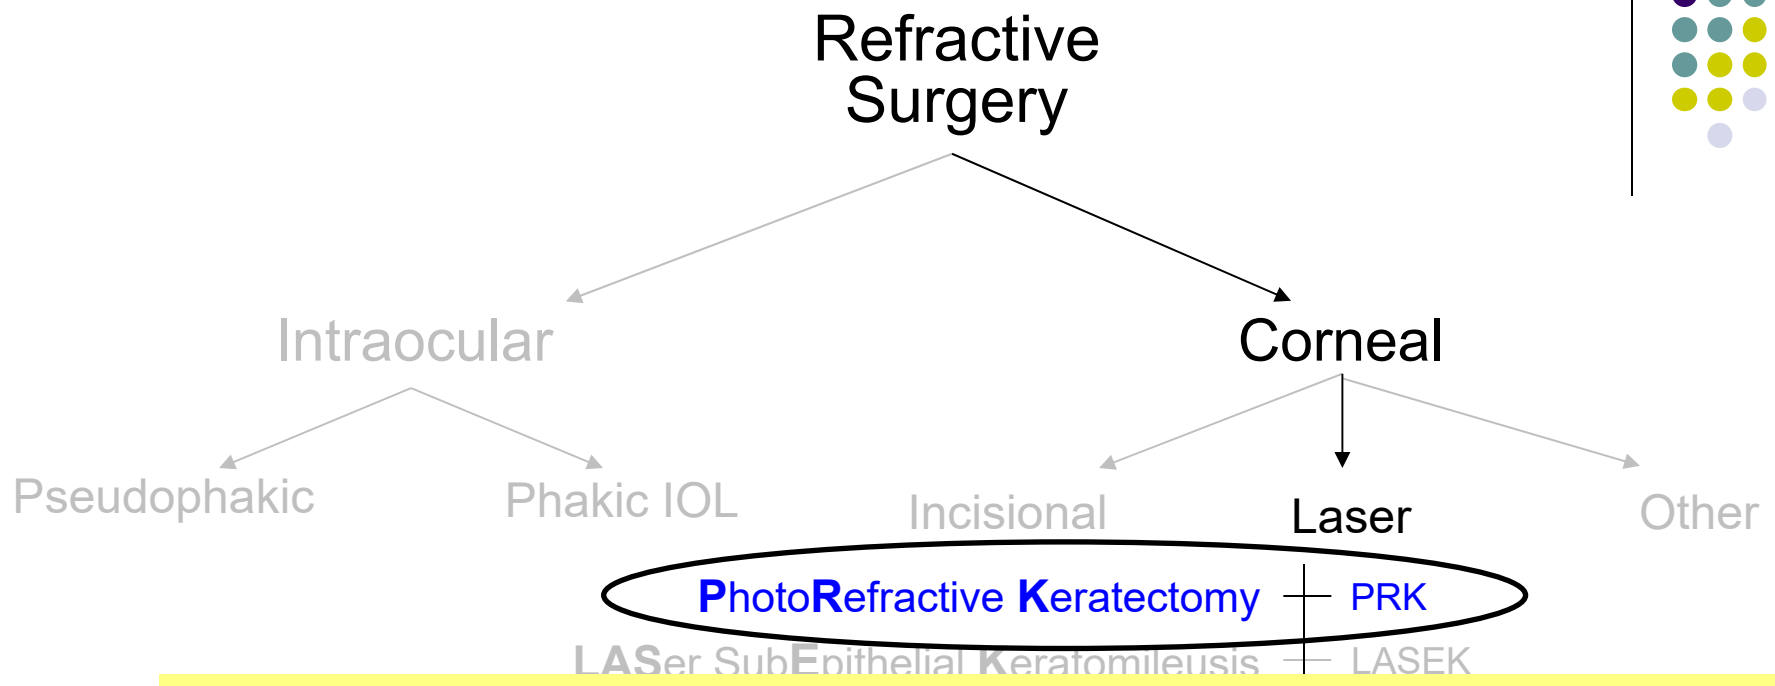 Refractive
Surgery
Intraocular
Corneal
Pseudophakic
Phakic IOL
Incisional
Laser
Other
PhotoRefractive Keratectomy
PRK
LASer SubEpithelial Keratomileusis
LASEK